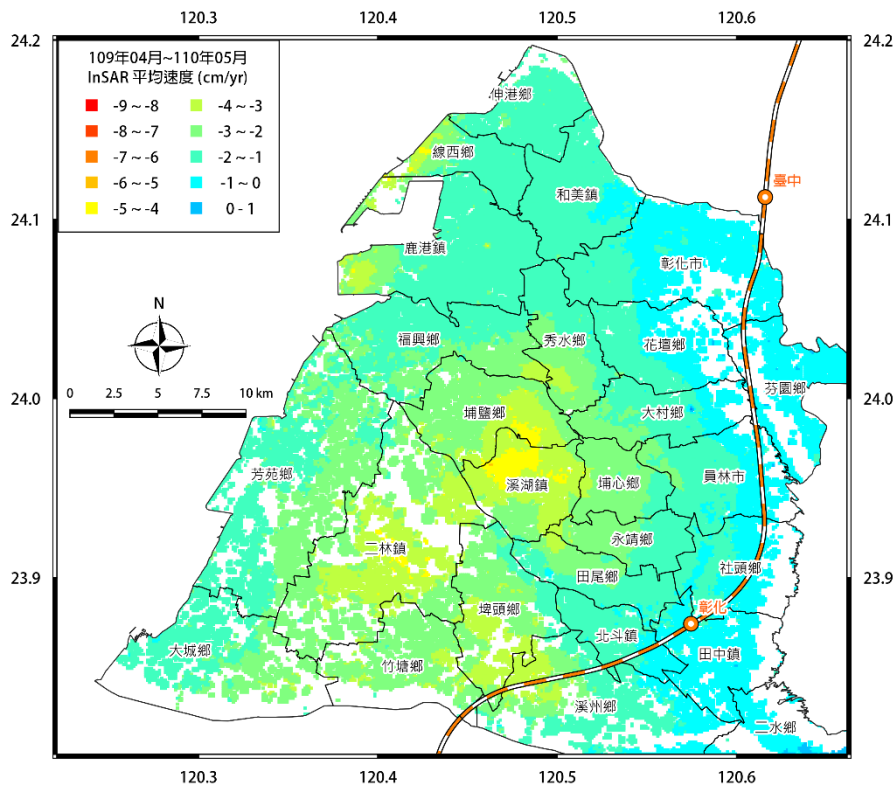 120.3 120.4 120.5 120.6
24.2 24.2
109年04月~110年05月
InSAR 平均速度 (cm/yr)
-9 ~ -8 -4 ~ -3
-8 ~ -7 -3 ~ -2
-7 ~ -6 -2 ~ -1
-6 ~ -5 -1 ~ 0
-5 ~ -4 0 - 1
伸港鄉
線西鄉
臺中
和美鎮
24.1 24.1
鹿港鎮
彰化市
N
福興鄉 秀水鄉 花壇鄉
芬園鄉
24.0 24.0
0 2.5 5 7.5 10 km
埔鹽鄉 大村鄉
芳苑鄉 員林市
溪湖鎮 埔心鄉
二林鎮 永靖鄉
社頭鄉
田尾鄉
23.9 23.9
埤頭鄉 彰化
北斗鎮
大城鄉 田中鎮
竹塘鄉
溪州鄉
二水鄉
120.3 120.4 120.5 120.6